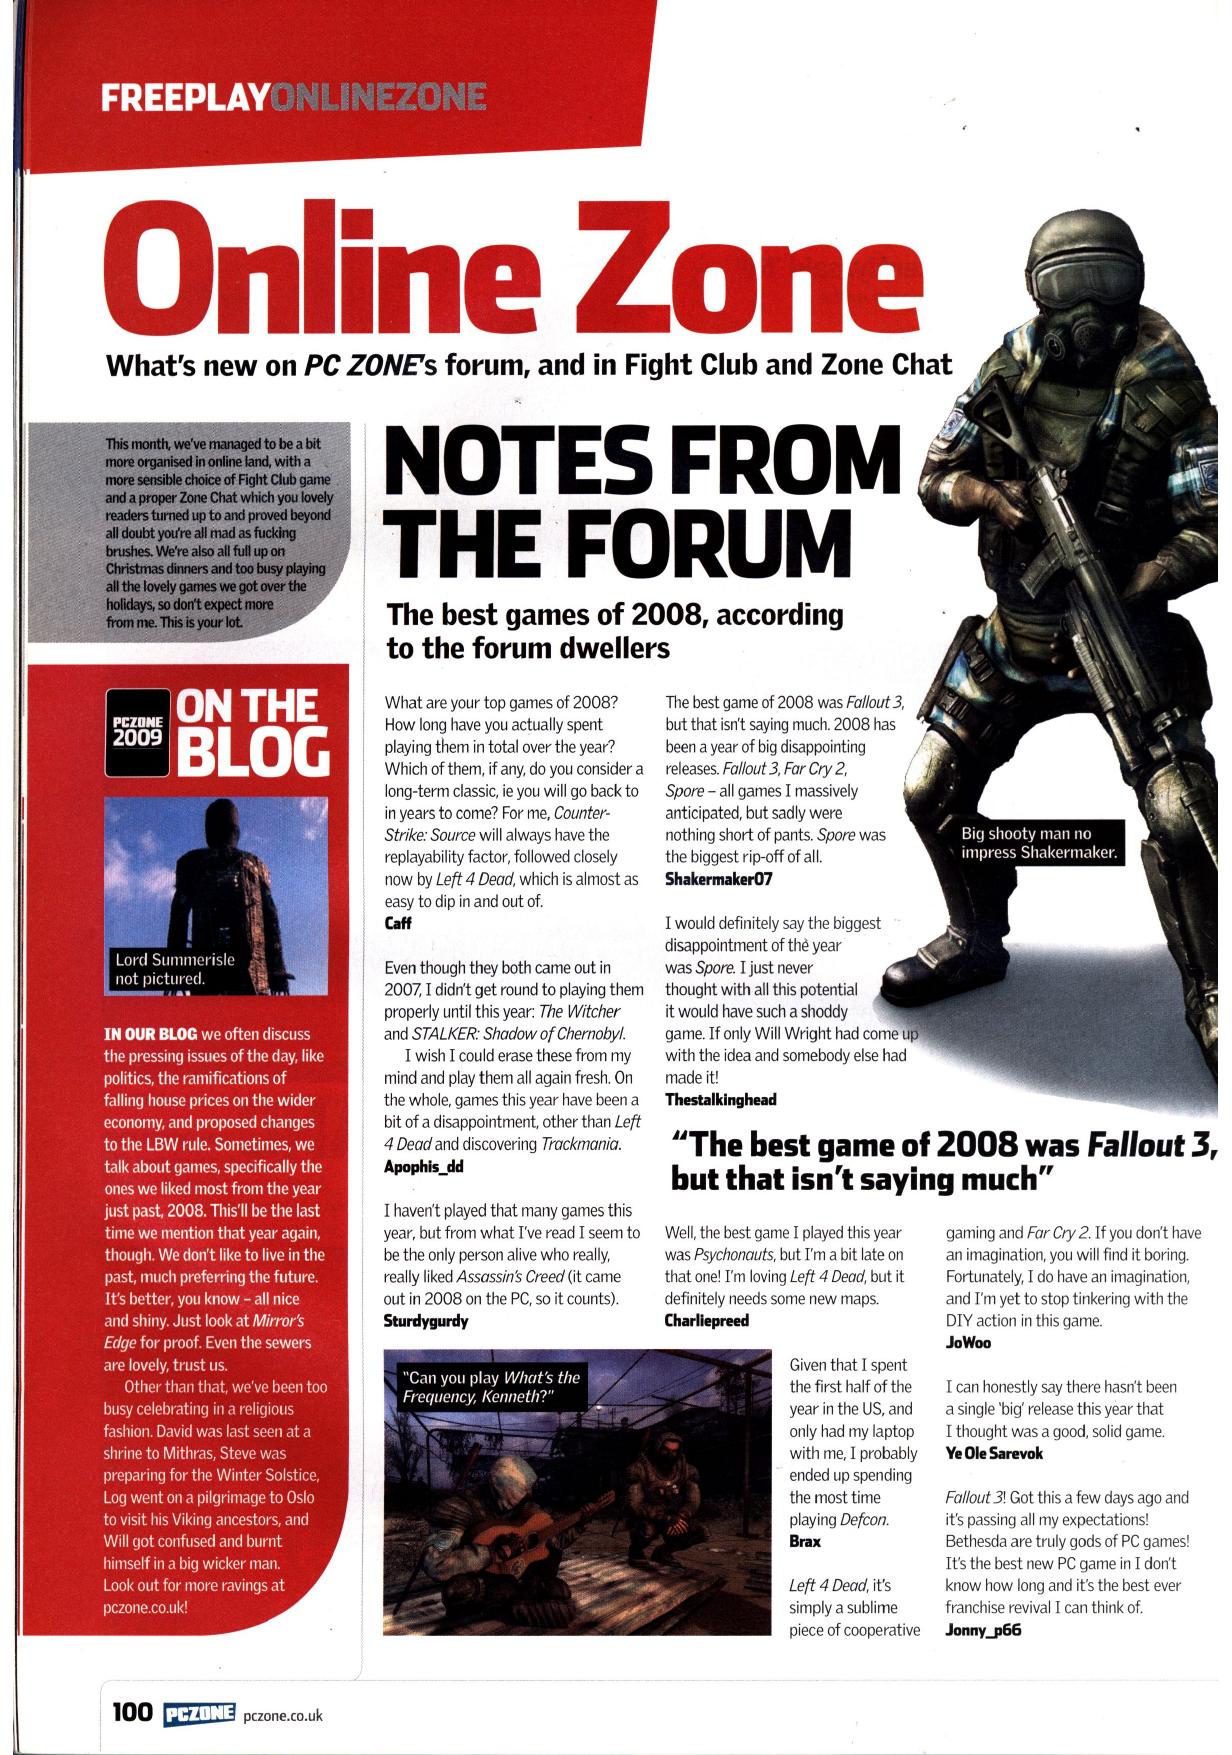 FREEPLAYONLINEZONE
Online Zone
What's new on PC ZONE's forum, and in Fight Club and Zone Chat
This month, we've managed to be a bit
more organised in online land, with a
more sensible choice of Fight Club game
and a proper Zone Chat which you lovely
readers turned up to and proved beyond
all doubt you're all mad as fucking
brushes. We're also all full up on
Christmas dinners and too busy playing
all the lovely games we got over the
holidays, so don't expect more
from me. This is your lot.
PCZONE
2009
ON THE
BLOG
Lord Summerisle
not pictured.
IN OUR BLOG we often discuss
the pressing issues of the day, like
politics, the ramifications of
falling house prices on the wider
economy, and proposed changes
to the LBW rule. Sometimes, we
talk about games, specifically the
ones we liked most from the year
just past, 2008. This'll be the last
time we mention that year again,
though. We don't like to live in the
past, much preferring the future.
It's better, you know – all nice
and shiny. Just look at Mirror's
Edge for proof. Even the sewers
are lovely, trust us.
Other than that, we've been too
busy celebrating in a religious
fashion. David was last seen at a
shrine to Mithras, Steve was
preparing for the Winter Solstice,
Log went on a pilgrimage to Oslo
to visit his Viking ancestors, and
Will got confused and burnt
himself in a big wicker man.
Look out for more ravings at
pczone.co.uk!
NOTES FROM
THE FORUM
The best games of 2008, according
to the forum dwellers
What are your top games of 2008?
How long have you actually spent
playing them in total over the year?
Which of them, if any, do you consider a
long-term classic, ie you will go back to
in years to come? For me, Counter-
Strike: Source will always have the
replayability factor, followed closely
now by Left 4 Dead, which is almost as
easy to dip in and out of.
Caff
Even though they both came out in
2007, I didn't get round to playing them
properly until this year: The Witcher
and STALKER: Shadow of Chernobyl.
I wish I could erase these from my
mind and play them all again fresh. On
the whole, games this year have been a
bit of a disappointment, other than Left
4 Dead and discovering Trackmania.
Apophis_dd
I haven't played that many games this
year, but from what I've read I seem to
be the only person alive who really,
really liked Assassin's Creed (it came
out in 2008 on the PC, so it counts).
Sturdygurdy
The best game of 2008 was Fallout 3,
but that isn't saying much. 2008 has
been a year of big disappointing
releases. Fallout 3, Far Cry 2,
Spore – all games I massively
anticipated, but sadly were
nothing short of pants. Spore was
the biggest rip-off of all.
Shakermaker07
I would definitely say the biggest
disappointment of the year
was Spore. I just never
thought with all this potential
it would have such a shoddy
game. If only Will Wright had come up
with the idea and somebody else had
made it!
Thestalkinghead
Big shooty man no
impress Shakermaker.
"The best game of 2008 was Fallout 3,
but that isn't saying much"
Well, the best game I played this year
was Psychonauts, but I'm a bit late on
that one! I'm loving Left 4 Dead, but it
definitely needs some new maps.
Charliepreed
"Can you play What's the
Frequency, Kenneth?"
Given that I spent
the first half of the
year in the US, and
only had my laptop
with me, I probably
ended up spending
the most time
playing Defcon.
Brax
Left 4 Dead, it's
simply a sublime
piece of cooperative
gaming and Far Cry 2. If you don't have
an imagination, you will find it boring.
Fortunately, I do have an imagination,
and I'm yet to stop tinkering with the
DIY action in this game.
JoWoo
I can honestly say there hasn't been
a single 'big' release this year that
I thought was a good, solid game.
Ye Ole Sarevok
Fallout 3! Got this a few days ago and
it's passing all my expectations!
Bethesda are truly gods of PC games!
It's the best new PC game in I don't
know how long and it's the best ever
franchise revival I can think of.
Jonny_p66
100 PCZONE pczone.co.uk